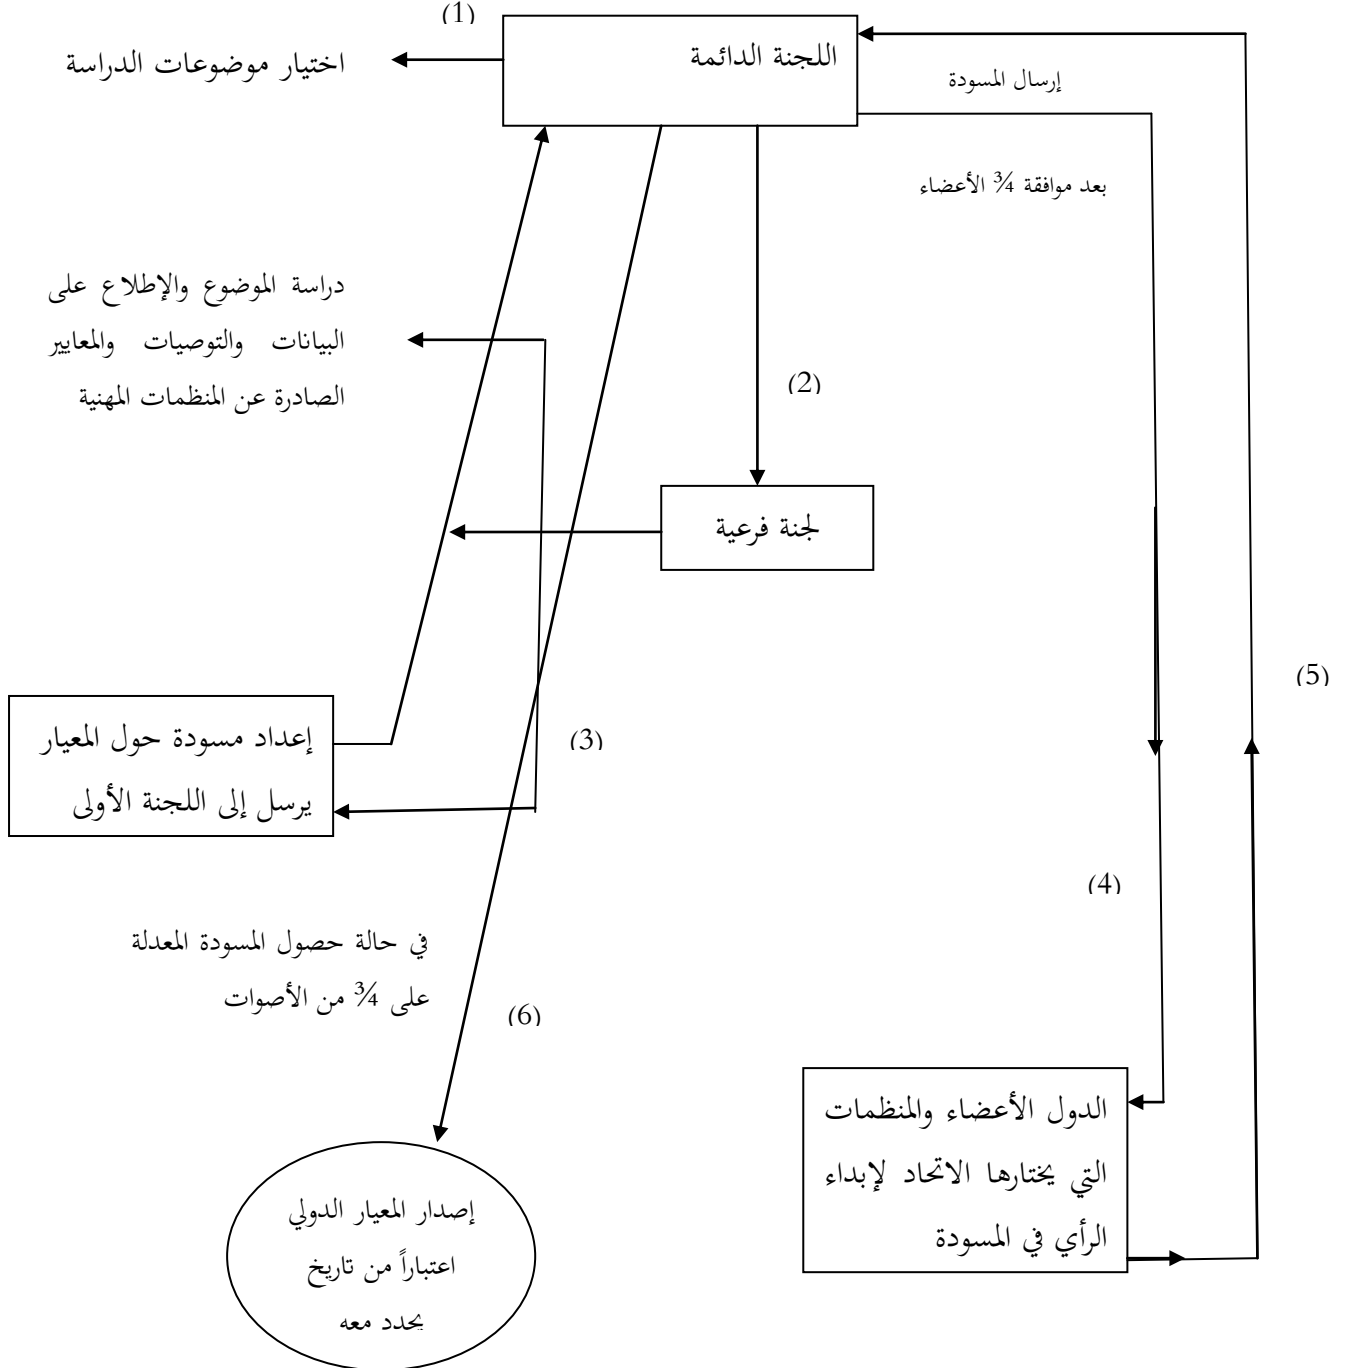 (1)
اللجنة الدائمة
اختيار موضوعات الدراسة
إرسال المسودة
بعد موافقة ¾ الأعضاء
دراسة الموضوع والإطلاع على
البيانات والتوصيات والمعايير
الصادرة عن المنظمات المهنية
(2)
لجنة فرعية
(5)
إعداد مسودة حول المعيار
يرسل إلى اللجنة الأولى
(3)
(4)
في حالة حصول المسودة المعدلة
على ¾ من الأصوات
(6)
الدول الأعضاء والمنظمات
التي يختارها الاتحاد لإبداء
الرأي في المسودة
إصدار المعيار الدولي
اعتباراً من تاريخ
يحدد معه